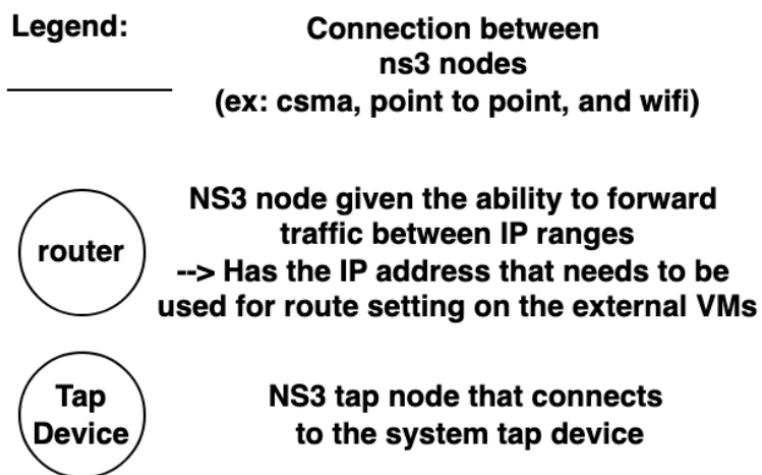 Legend:
Connection between
ns3 nodes
(ex: csma, point to point, and wifi)
router
NS3 node given the ability to forward
traffic between IP ranges
--> Has the IP address that needs to be
used for route setting on the external VMs
Tap
Device
NS3 tap node that connects
to the system tap device